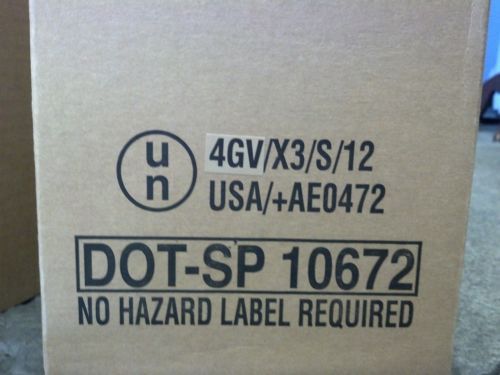 un
4GV/X3/S/12
USA/+AE0472
DOT-SP 10672
NO HAZARD LABEL REQUIRED